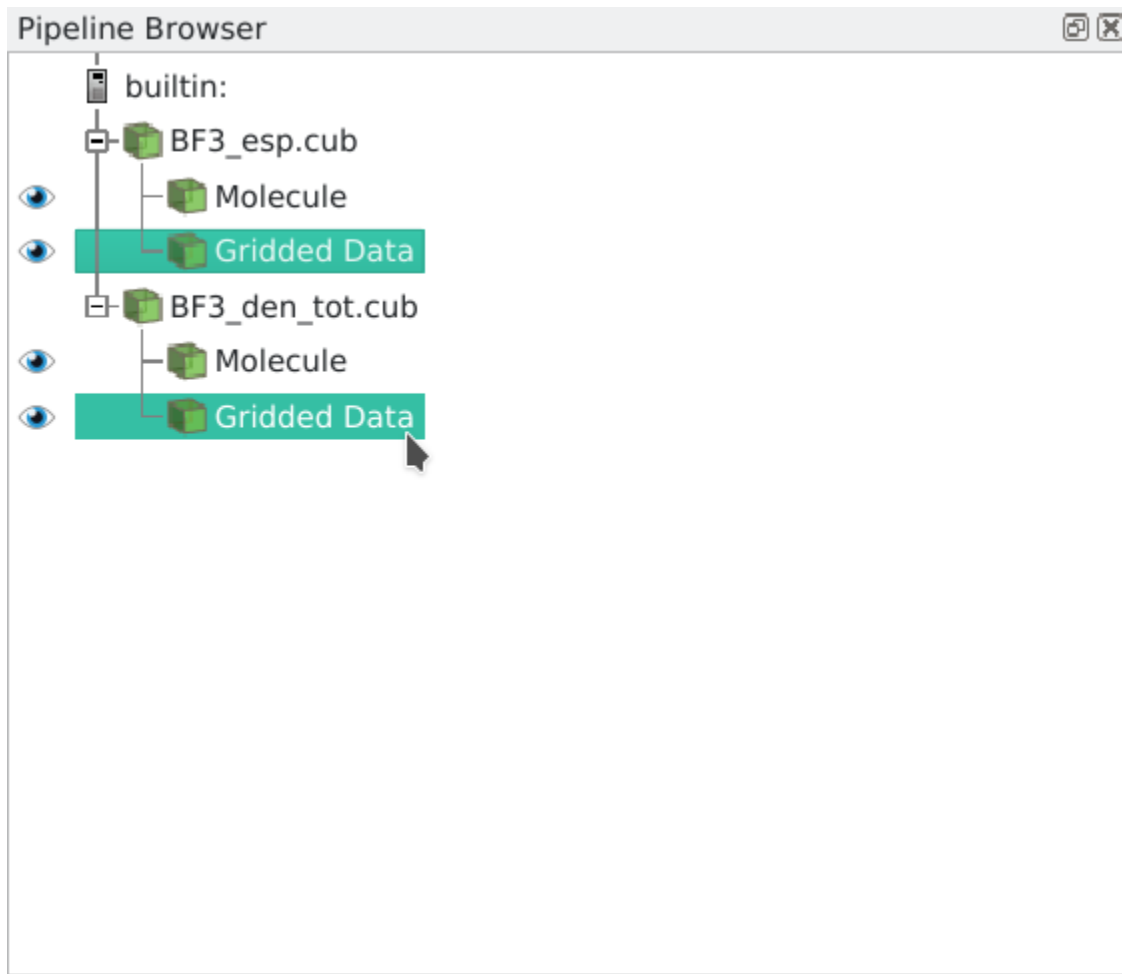 Pipeline Browser
builtin:
BF3_esp.cub
Molecule
Gridded Data
BF3_den_tot.cub
Molecule
Gridded Data